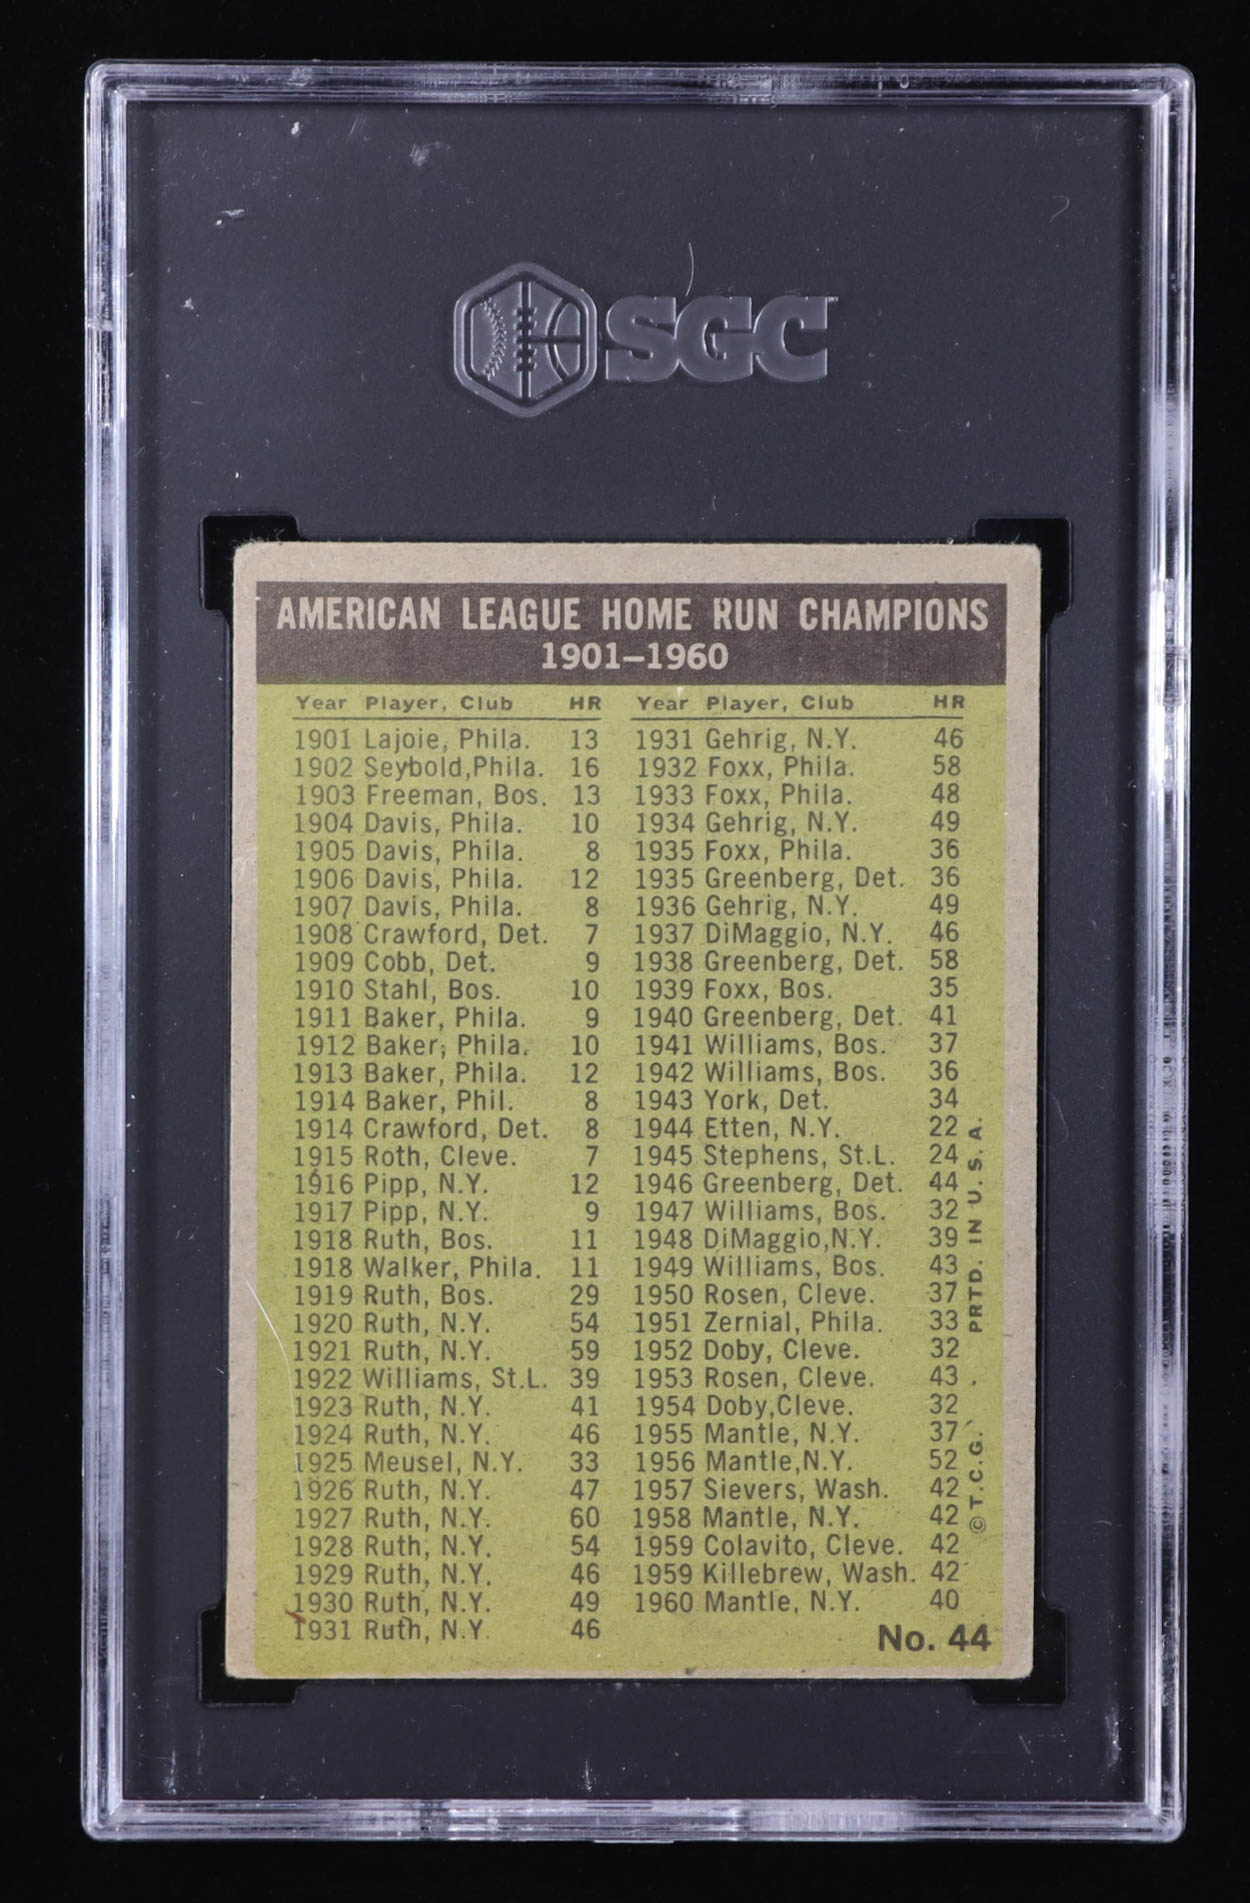 SGC
AMERICAN LEAGUE HOME RUN CHAMPIONS
1901–1960
Year Player, Club HR
1901 Lajoie, Phila. 13
1902 Seybold,Phila. 16
1903 Freeman, Bos. 13
1904 Davis, Phila. 10
1905 Davis, Phila. 8
1906 Davis, Phila. 12
1907 Davis, Phila. 8
1908 Crawford, Det. 7
1909 Cobb, Det. 9
1910 Stahl, Bos. 10
1911 Baker, Phila. 9
1912 Baker, Phila. 10
1913 Baker, Phila. 12
1914 Baker, Phil. 8
1914 Crawford, Det. 8
1915 Roth, Cleve. 7
1916 Pipp, N.Y. 12
1917 Pipp, N.Y. 9
1918 Ruth, Bos. 11
1918 Walker, Phila. 11
1919 Ruth, Bos. 29
1920 Ruth, N.Y. 54
1921 Ruth, N.Y. 59
1922 Williams, St.L. 39
1923 Ruth, N.Y. 41
1924 Ruth, N.Y. 46
1925 Meusel, N.Y. 33
1926 Ruth, N.Y. 47
1927 Ruth, N.Y. 60
1928 Ruth, N.Y. 54
1929 Ruth, N.Y. 46
1930 Ruth, N.Y. 49
1931 Ruth, N.Y. 46
Year Player, Club HR
1931 Gehrig, N.Y. 46
1932 Foxx, Phila. 58
1933 Foxx, Phila. 48
1934 Gehrig, N.Y. 49
1935 Foxx, Phila. 36
1935 Greenberg, Det. 36
1936 Gehrig, N.Y. 49
1937 DiMaggio, N.Y. 46
1938 Greenberg, Det. 58
1939 Foxx, Bos. 35
1940 Greenberg, Det. 41
1941 Williams, Bos. 37
1942 Williams, Bos. 36
1943 York, Det. 34
1944 Etten, N.Y. 22
1945 Stephens, St.L. 24
1946 Greenberg, Det. 44
1947 Williams, Bos. 32
1948 DiMaggio,N.Y. 39
1949 Williams, Bos. 43
1950 Rosen, Cleve. 37
1951 Zernial, Phila. 33
1952 Doby, Cleve. 32
1953 Rosen, Cleve. 43
1954 Doby,Cleve. 32
1955 Mantle, N.Y. 37
1956 Mantle,N.Y. 52
1957 Sievers, Wash. 42
1958 Mantle, N.Y. 42
1959 Colavito, Cleve. 42
1959 Killebrew, Wash. 42
1960 Mantle, N.Y. 40
No. 44
© T.C.G. PRTD. IN U.S.A.